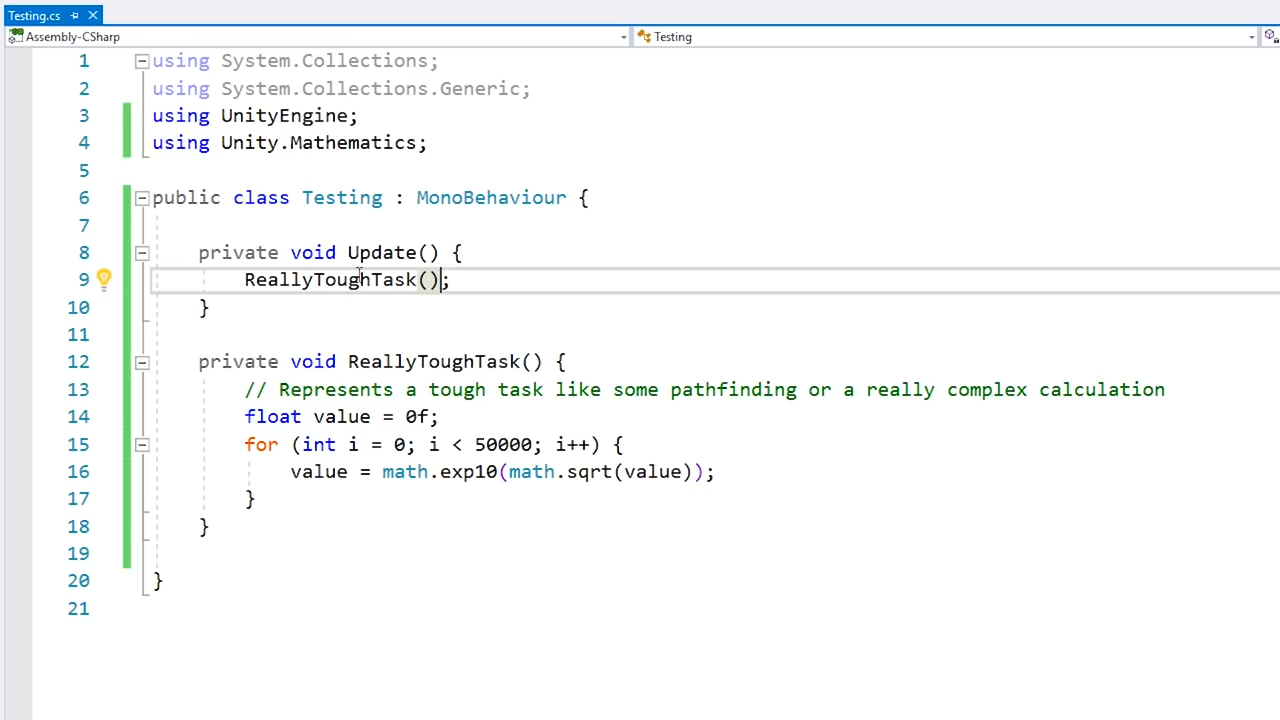 Testing.cs
Assembly-CSharp
Testing
1 using System.Collections;
2 using System.Collections.Generic;
3 using UnityEngine;
4 using Unity.Mathematics;
5
6 public class Testing : MonoBehaviour {
7
8 private void Update() {
9 ReallyToughTask();
10 }
11
12 private void ReallyToughTask() {
13 // Represents a tough task like some pathfinding or a really complex calculation
14 float value = 0f;
15 for (int i = 0; i < 50000; i++) {
16 value = math.exp10(math.sqrt(value));
17 }
18 }
19
20 }
21